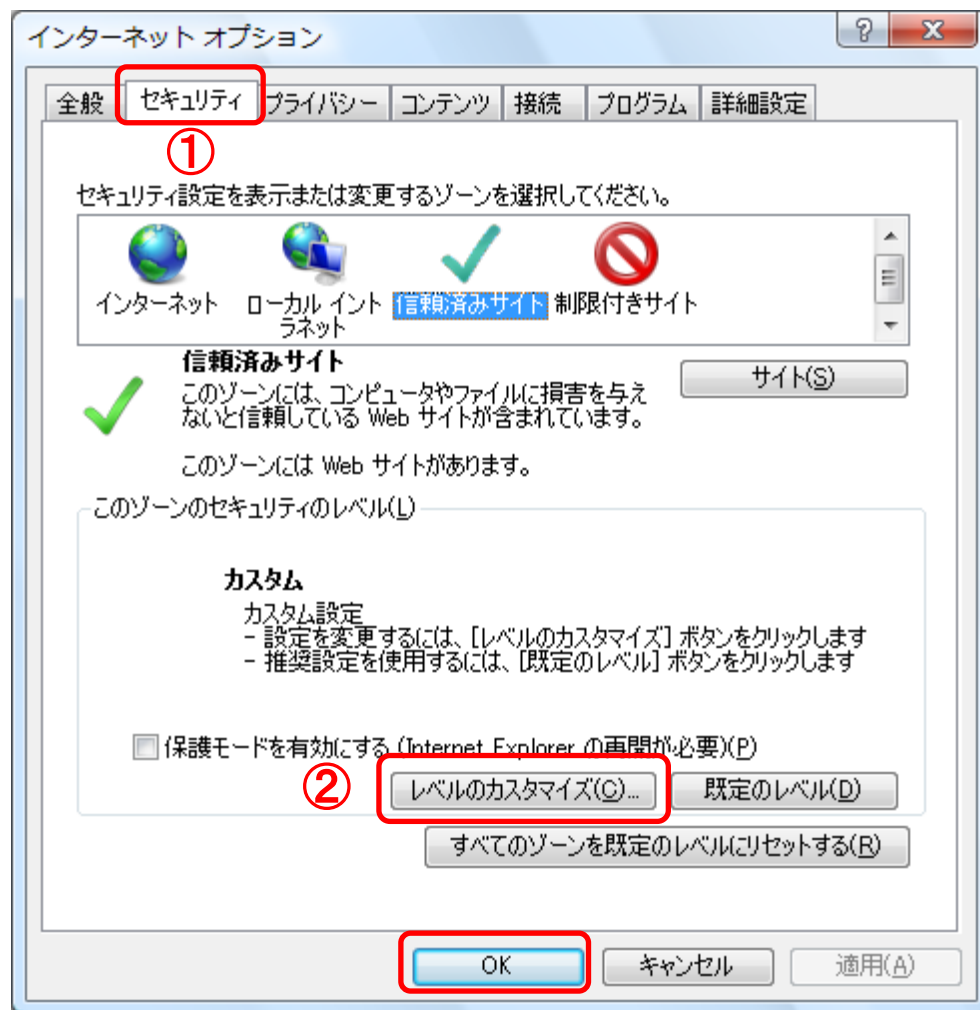 インターネット オプション
全般 セキュリティ プライバシー コンテンツ 接続 プログラム 詳細設定
①
セキュリティ設定を表示または変更するゾーンを選択してください。
インターネット ローカル イント 信頼済みサイト 制限付きサイト
ラネット
信頼済みサイト
サイト(S)
このゾーンには、コンピュータやファイルに損害を与え
ないと信頼している Web サイトが含まれています。
このゾーンには Web サイトがあります。
このゾーンのセキュリティのレベル(L)
カスタム
カスタム設定
- 設定を変更するには、[レベルのカスタマイズ] ボタンをクリックします
- 推奨設定を使用するには、[既定のレベル] ボタンをクリックします
保護モードを有効にする (Internet Explorer の再開が必要)(P)
② レベルのカスタマイズ(C)... 既定のレベル(D)
すべてのゾーンを既定のレベルにリセットする(R)
OK キャンセル 適用(A)